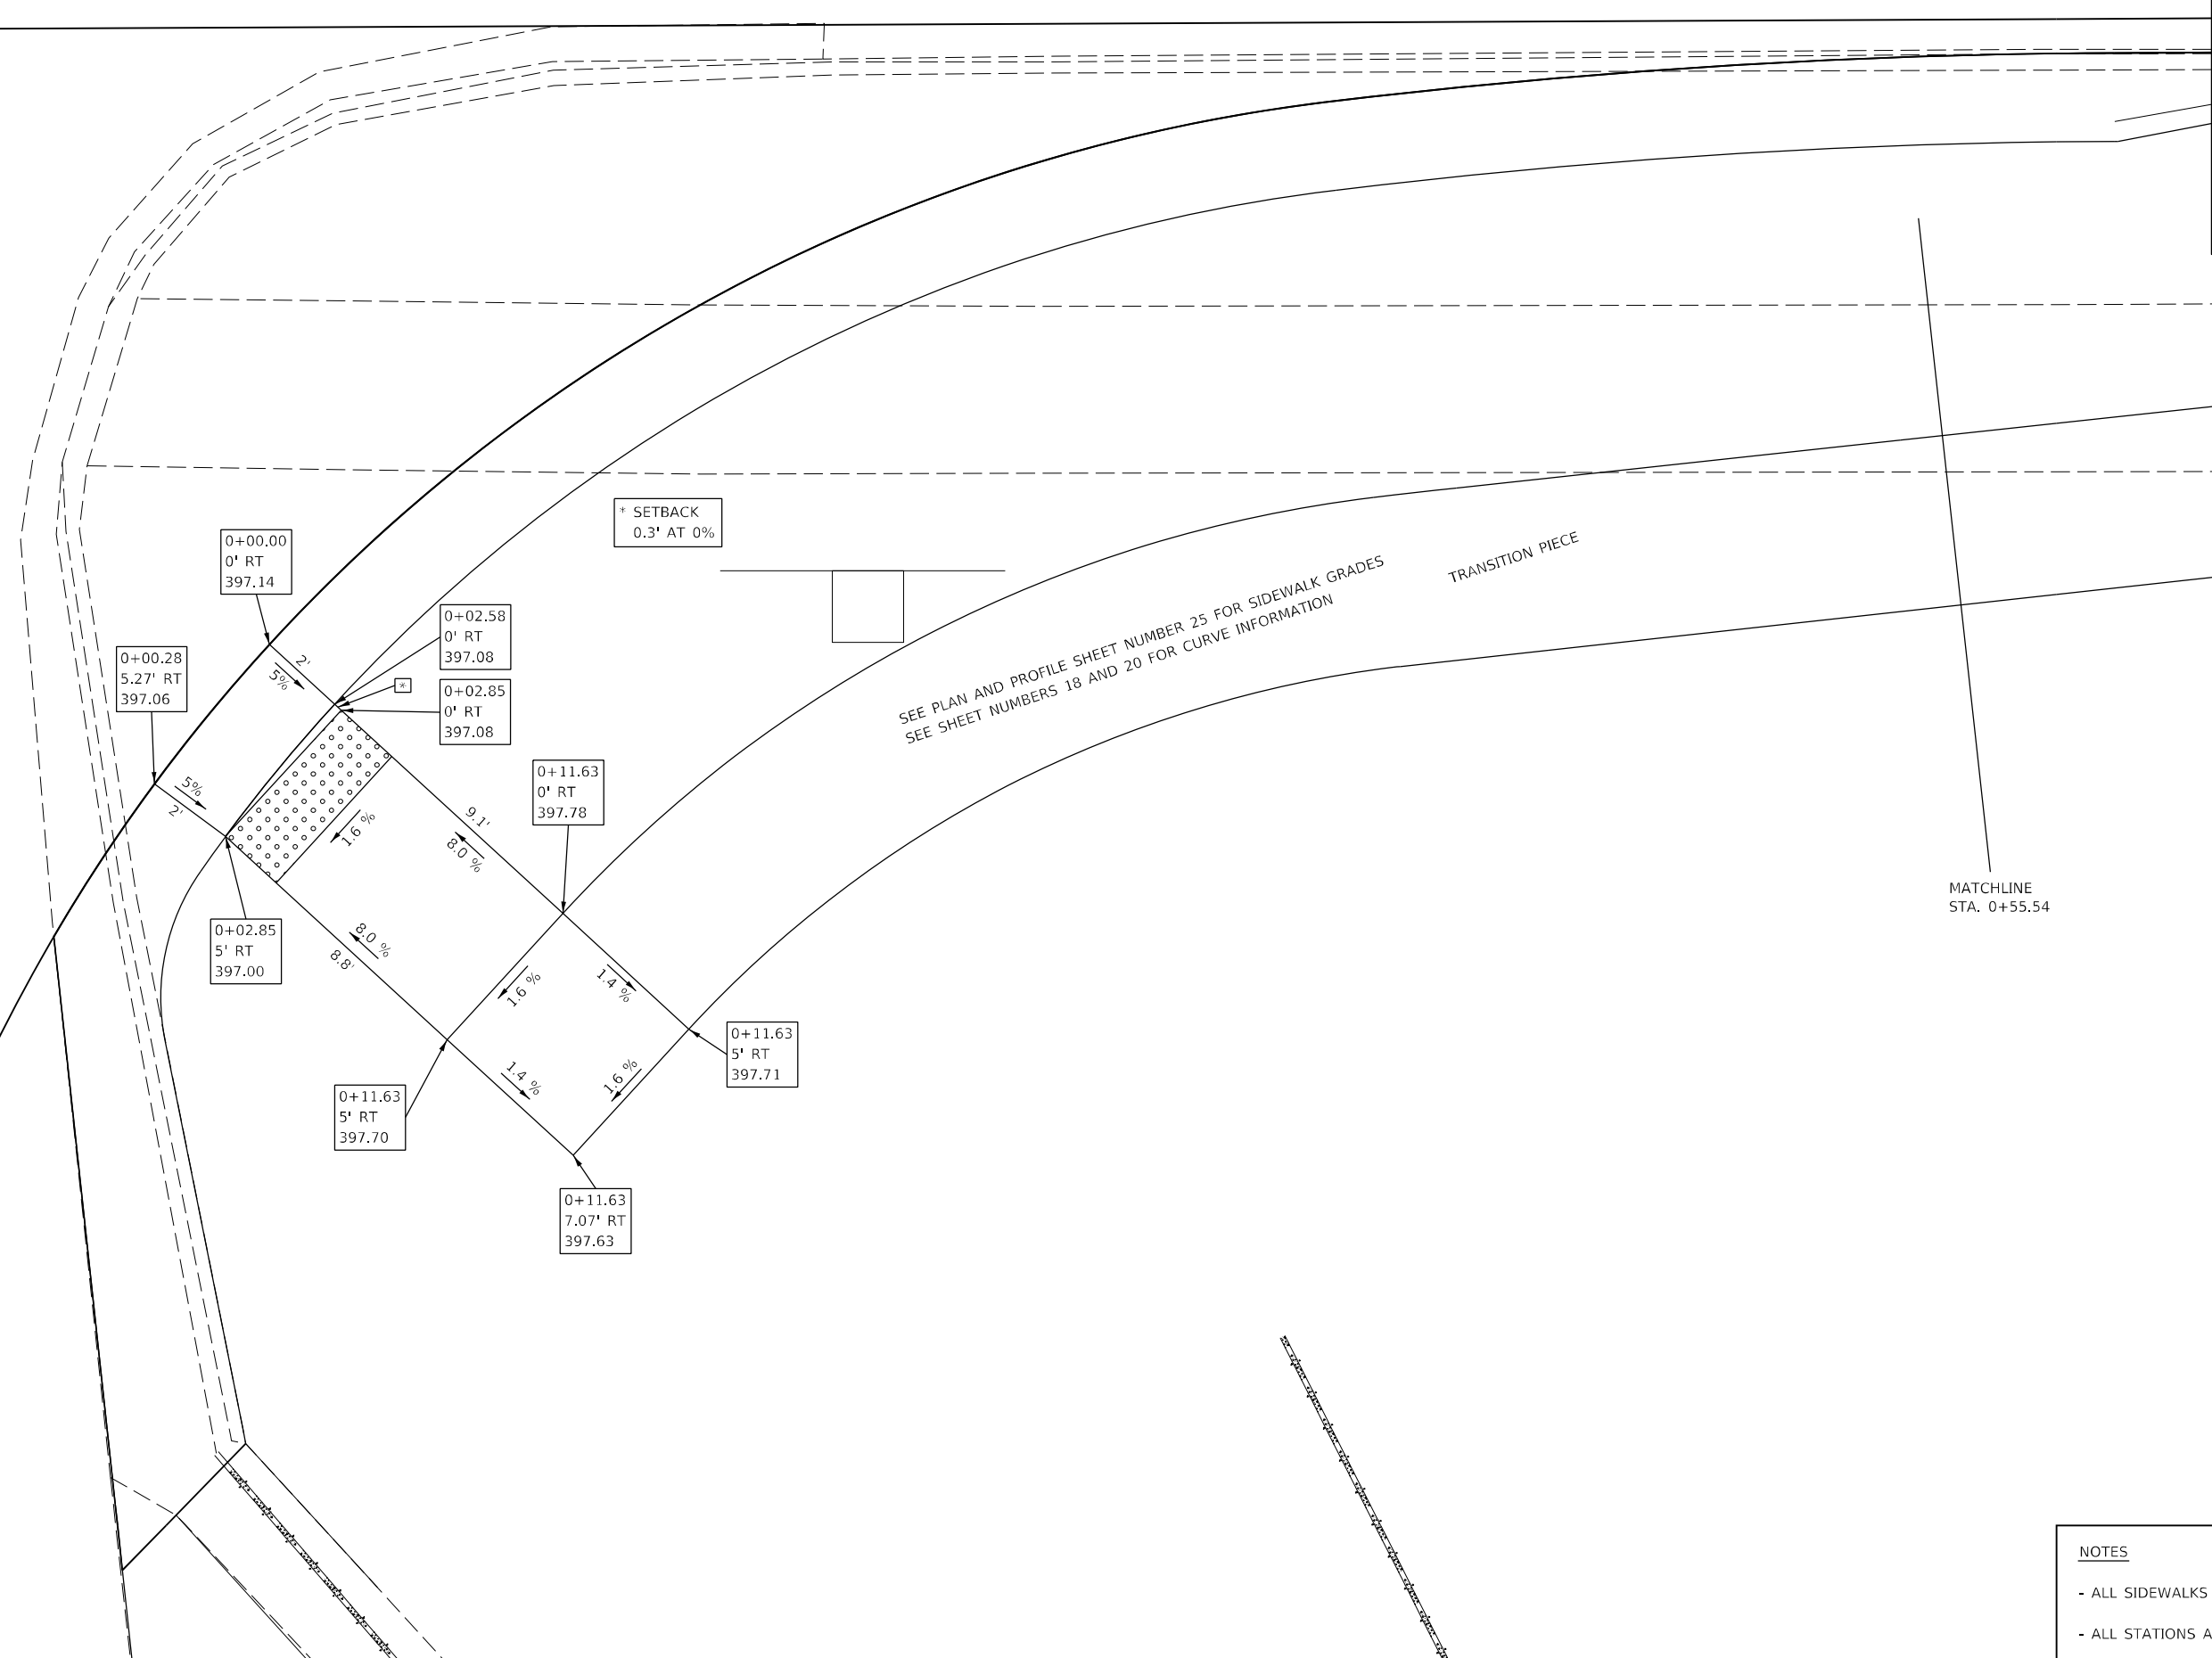 * SETBACK
0.3' AT 0%
0+00.00
0' RT
397.14
0+02.58
0' RT
397.08
0+00.28
5.27' RT
397.06
*
0+02.85
0' RT
397.08
2'
5%
5%
2'
SEE PLAN AND PROFILE SHEET NUMBER 25 FOR SIDEWALK GRADES
SEE SHEET NUMBERS 18 AND 20 FOR CURVE INFORMATION
TRANSITION PIECE
0+11.63
0' RT
397.78
9.1'
8.0 %
1.6 %
MATCHLINE
STA. 0+55.54
0+02.85
5' RT
397.00
8.0 %
8.8'
1.6 %
1.4 %
0+11.63
5' RT
397.71
1.4 %
1.6 %
0+11.63
5' RT
397.70
0+11.63
7.07' RT
397.63
NOTES
- ALL SIDEWALKS
- ALL STATIONS A